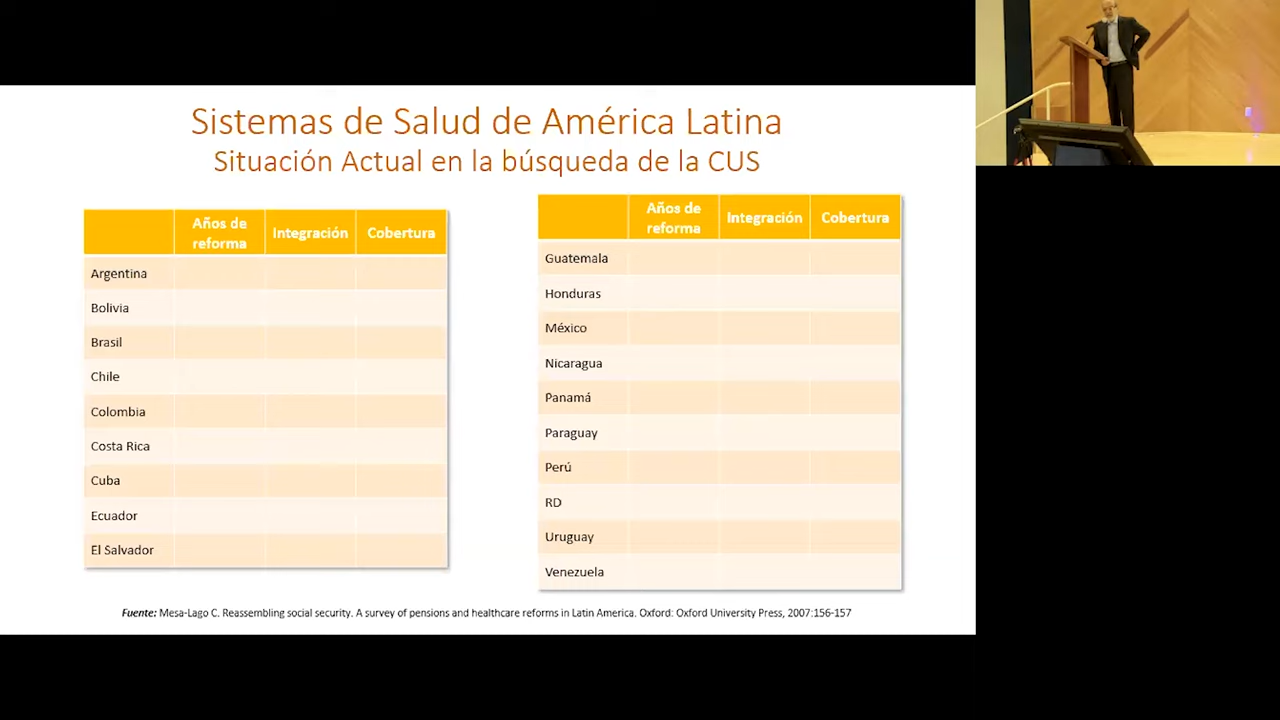 Sistemas de Salud de América Latina
Situación Actual en la búsqueda de la CUS
Años de reforma Integración Cobertura
Argentina
Bolivia
Brasil
Chile
Colombia
Costa Rica
Cuba
Ecuador
El Salvador
Años de reforma Integración Cobertura
Guatemala
Honduras
México
Nicaragua
Panamá
Paraguay
Perú
RD
Uruguay
Venezuela
Fuente: Mesa-Lago C. Reassembling social security. A survey of pensions and healthcare reforms in Latin America. Oxford: Oxford University Press, 2007:156-157